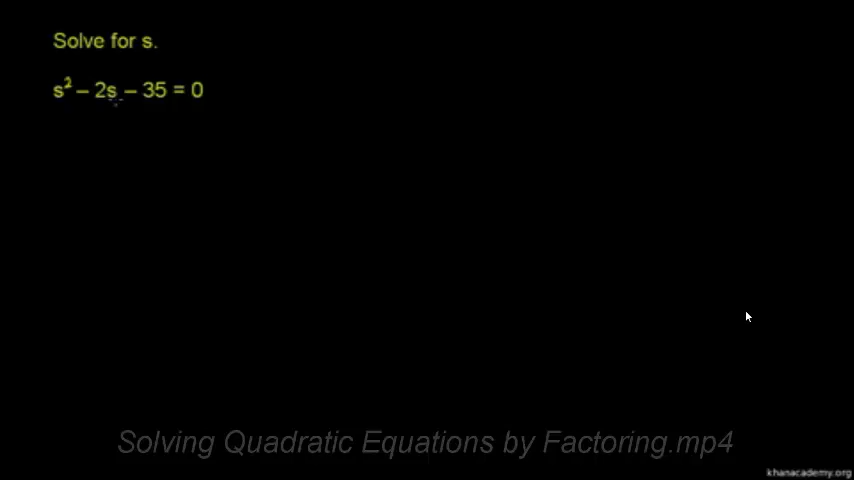 Solve for s.
s² – 2s – 35 = 0
Solving Quadratic Equations by Factoring.mp4
khanacademy.org